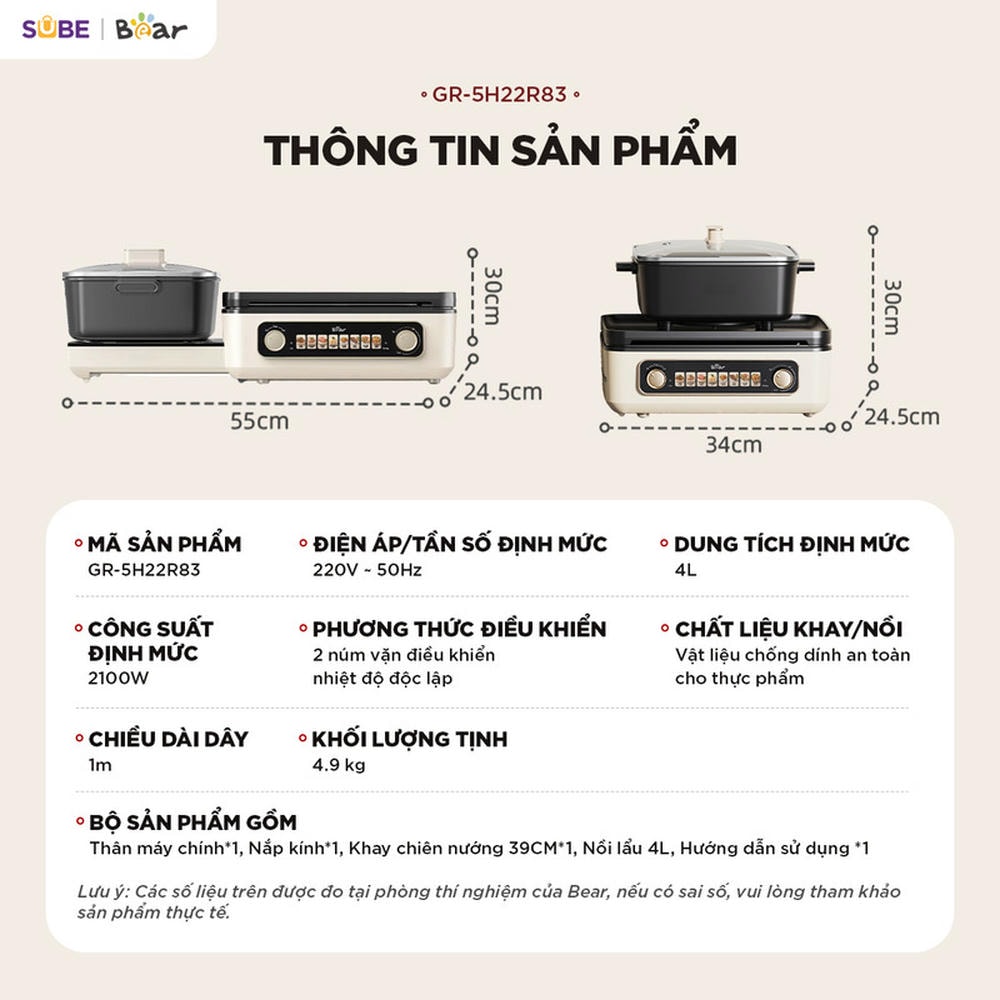 SUBE | Bear
GR-5H22R83
THÔNG TIN SẢN PHẨM
30cm
24.5cm
55cm
Bear
30cm
24.5cm
34cm
Bear
MÃ SẢN PHẨM
GR-5H22R83
ĐIỆN ÁP/TẦN SỐ ĐỊNH MỨC
220V ~ 50Hz
DUNG TÍCH ĐỊNH MỨC
4L
CÔNG SUẤT
ĐỊNH MỨC
2100W
PHƯƠNG THỨC ĐIỀU KHIỂN
2 núm vặn điều khiển
nhiệt độ độc lập
CHẤT LIỆU KHAY/NỒI
Vật liệu chống dính an toàn
cho thực phẩm
CHIỀU DÀI DÂY
1m
KHỐI LƯỢNG TỊNH
4.9 kg
BỘ SẢN PHẨM GỒM
Thân máy chính*1, Nắp kính*1, Khay chiên nướng 39CM*1, Nồi lẩu 4L, Hướng dẫn sử dụng *1
Lưu ý: Các số liệu trên được đo tại phòng thí nghiệm của Bear, nếu có sai số, vui lòng tham khảo
sản phẩm thực tế.